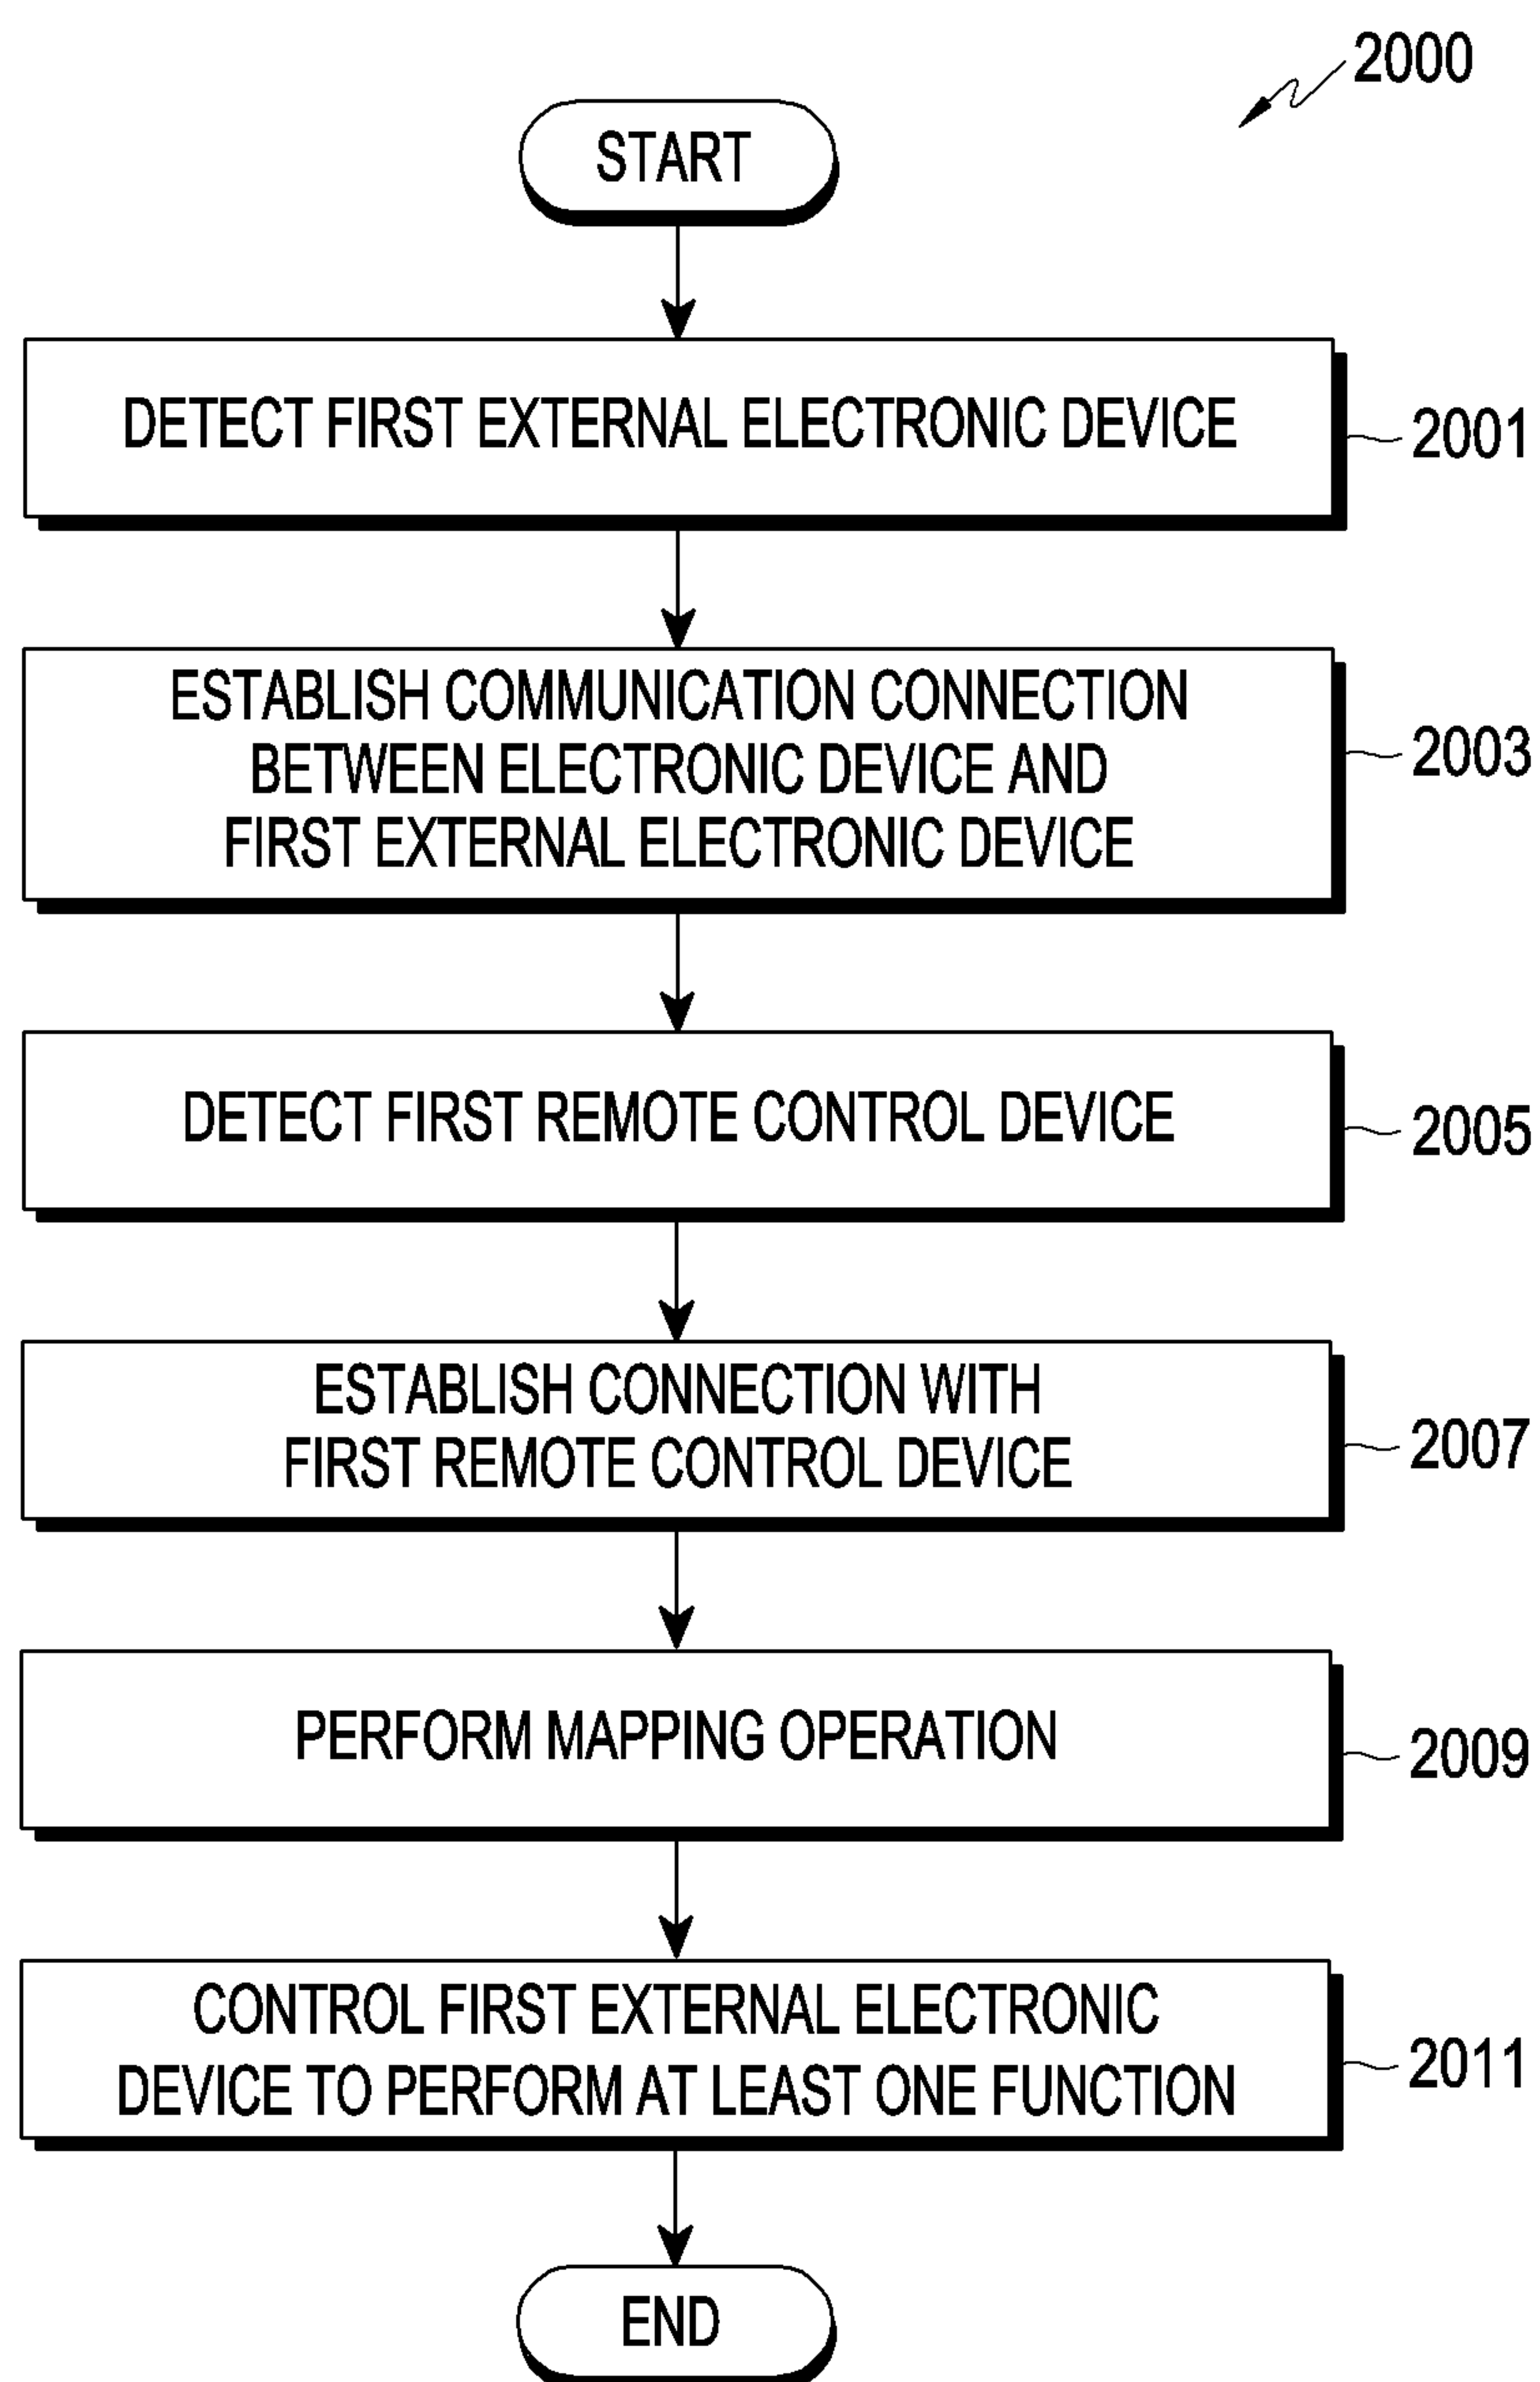 2000
START
DETECT FIRST EXTERNAL ELECTRONIC DEVICE
2001
ESTABLISH COMMUNICATION CONNECTION
BETWEEN ELECTRONIC DEVICE AND
FIRST EXTERNAL ELECTRONIC DEVICE
2003
DETECT FIRST REMOTE CONTROL DEVICE
2005
ESTABLISH CONNECTION WITH
FIRST REMOTE CONTROL DEVICE
2007
PERFORM MAPPING OPERATION
2009
CONTROL FIRST EXTERNAL ELECTRONIC
DEVICE TO PERFORM AT LEAST ONE FUNCTION
2011
END